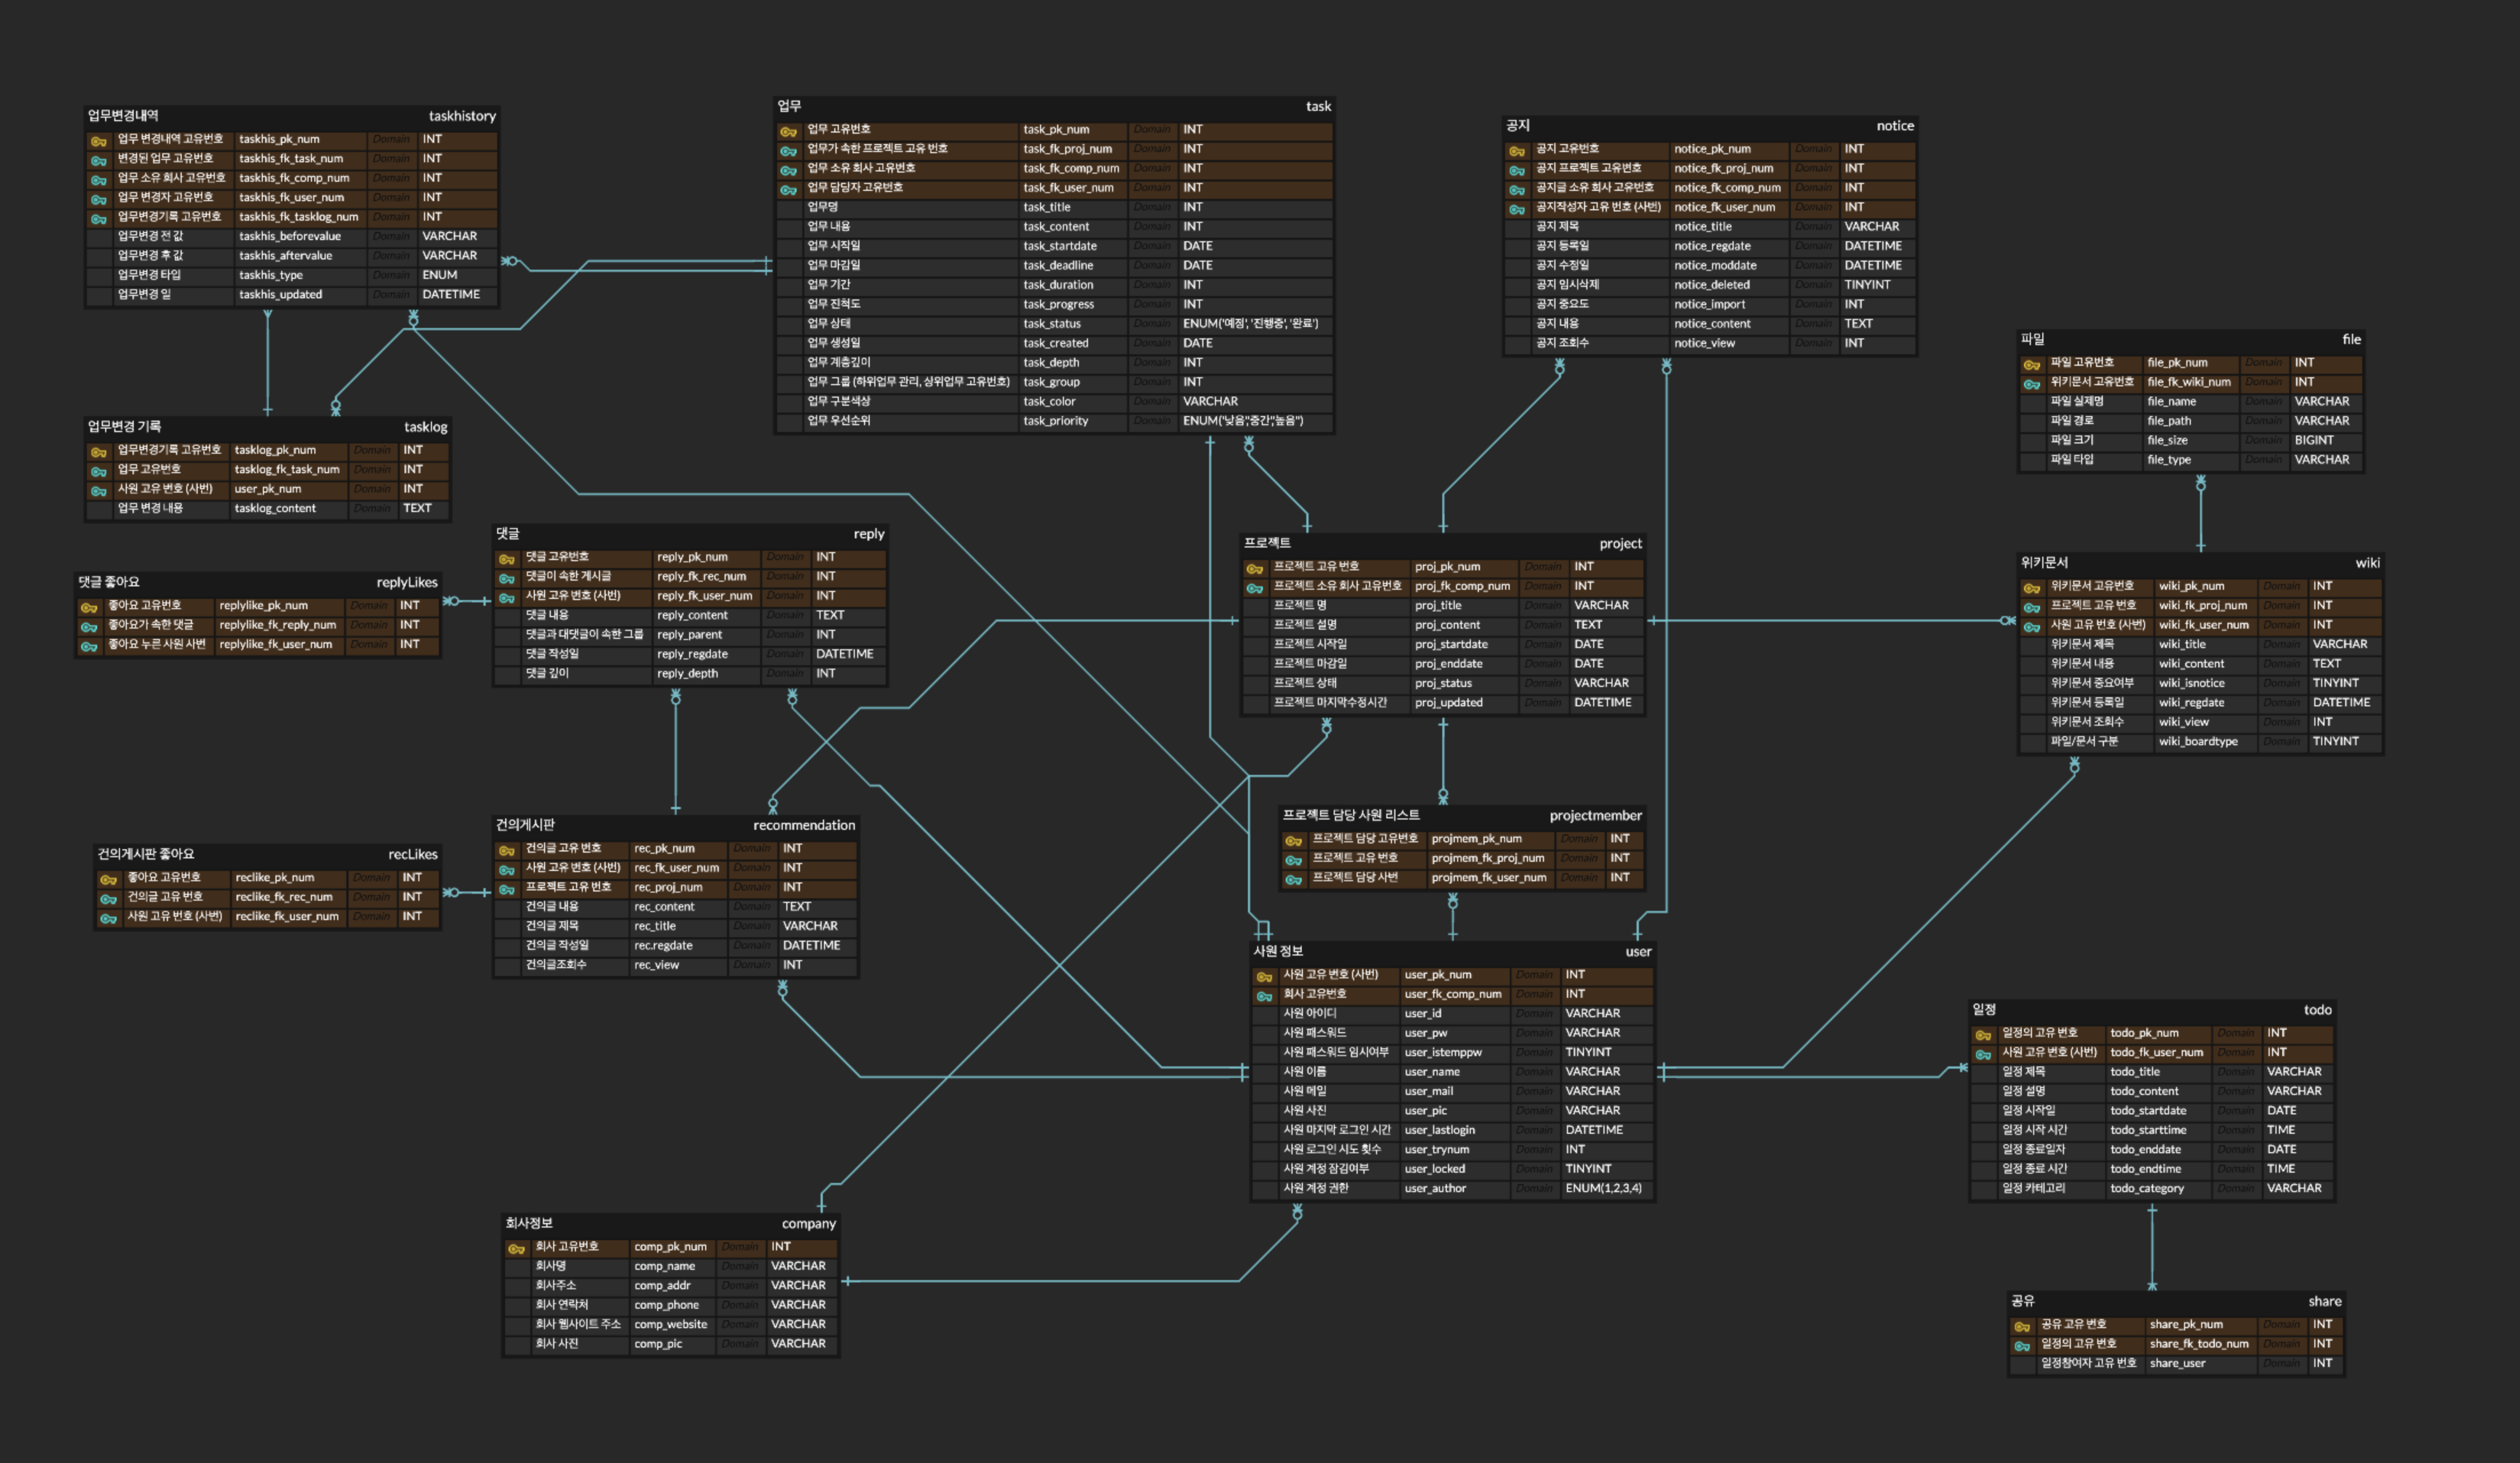 업무변경내역 taskhistory
업무 변경내역 고유번호 taskhis_pk_num Domain INT
변경된 업무 고유번호 taskhis_fk_task_num Domain INT
업무 소유 회사 고유번호 taskhis_fk_comp_num Domain INT
업무 변경자 고유번호 taskhis_fk_user_num Domain INT
업무변경기록 고유번호 taskhis_fk_tasklog_num Domain INT
업무변경 전 값 taskhis_beforevalue Domain VARCHAR
업무변경 후 값 taskhis_aftervalue Domain VARCHAR
업무변경 타입 taskhis_type Domain ENUM
업무변경 일 taskhis_updated Domain DATETIME
업무 task
업무 고유번호 task_pk_num Domain INT
업무가 속한 프로젝트 고유 번호 task_fk_proj_num Domain INT
업무 소유 회사 고유번호 task_fk_comp_num Domain INT
업무 담당자 고유번호 task_fk_user_num Domain INT
업무명 task_title Domain INT
업무 내용 task_content Domain INT
업무 시작일 task_startdate Domain DATE
업무 마감일 task_deadline Domain DATE
업무 기간 task_duration Domain INT
업무 진척도 task_progress Domain INT
업무 상태 task_status Domain ENUM('예정', '진행중', '완료')
업무 생성일 task_created Domain DATE
업무 계층깊이 task_depth Domain INT
업무 그룹 (하위업무 관리, 상위업무 고유번호) task_group Domain INT
업무 구분색상 task_color Domain VARCHAR
업무 우선순위 task_priority Domain ENUM("낮음","중간","높음")
공지 notice
공지 고유번호 notice_pk_num Domain INT
공지 프로젝트 고유번호 notice_fk_proj_num Domain INT
공지글 소유 회사 고유번호 notice_fk_comp_num Domain INT
공지작성자 고유 번호 (사번) notice_fk_user_num Domain INT
공지 제목 notice_title Domain VARCHAR
공지 등록일 notice_regdate Domain DATETIME
공지 수정일 notice_moddate Domain DATETIME
공지 임시삭제 notice_deleted Domain TINYINT
공지 중요도 notice_import Domain INT
공지 내용 notice_content Domain TEXT
공지 조회수 notice_view Domain INT
파일 file
파일 고유번호 file_pk_num Domain INT
위키문서 고유번호 file_fk_wiki_num Domain INT
파일 실제명 file_name Domain VARCHAR
파일 경로 file_path Domain VARCHAR
파일 크기 file_size Domain BIGINT
파일 타입 file_type Domain VARCHAR
업무변경 기록 tasklog
업무변경기록 고유번호 tasklog_pk_num Domain INT
업무 고유번호 tasklog_fk_task_num Domain INT
사원 고유 번호 (사번) user_pk_num Domain INT
업무 변경 내용 tasklog_content Domain TEXT
댓글 reply
댓글 고유번호 reply_pk_num Domain INT
댓글이 속한 게시글 reply_fk_rec_num Domain INT
사원 고유 번호 (사번) reply_fk_user_num Domain INT
댓글 내용 reply_content Domain TEXT
댓글과 대댓글이 속한 그룹 reply_parent Domain INT
댓글 작성일 reply_regdate Domain DATETIME
댓글 깊이 reply_depth Domain INT
댓글 좋아요 replyLikes
좋아요 고유번호 replylike_pk_num Domain INT
좋아요가 속한 댓글 replylike_fk_reply_num Domain INT
좋아요 누른 사원 사번 replylike_fk_user_num Domain INT
프로젝트 project
프로젝트 고유 번호 proj_pk_num Domain INT
프로젝트 소유 회사 고유번호 proj_fk_comp_num Domain INT
프로젝트 명 proj_title Domain VARCHAR
프로젝트 설명 proj_content Domain TEXT
프로젝트 시작일 proj_startdate Domain DATE
프로젝트 마감일 proj_enddate Domain DATE
프로젝트 상태 proj_status Domain VARCHAR
프로젝트 마지막수정시간 proj_updated Domain DATETIME
위키문서 wiki
위키문서 고유번호 wiki_pk_num Domain INT
프로젝트 고유 번호 wiki_fk_proj_num Domain INT
사원 고유 번호 (사번) wiki_fk_user_num Domain INT
위키문서 제목 wiki_title Domain VARCHAR
위키문서 내용 wiki_content Domain TEXT
위키문서 중요여부 wiki_isnotice Domain TINYINT
위키문서 등록일 wiki_regdate Domain DATETIME
위키문서 조회수 wiki_view Domain INT
파일/문서 구분 wiki_boardtype Domain TINYINT
건의게시판 recommendation
건의글 고유 번호 rec_pk_num Domain INT
사원 고유 번호 (사번) rec_fk_user_num Domain INT
프로젝트 고유 번호 rec_proj_num Domain INT
건의글 내용 rec_content Domain TEXT
건의글 제목 rec_title Domain VARCHAR
건의글 작성일 rec.regdate Domain DATETIME
건의글조회수 rec_view Domain INT
건의게시판 좋아요 recLikes
좋아요 고유번호 reclike_pk_num Domain INT
건의글 고유 번호 reclike_fk_rec_num Domain INT
사원 고유 번호 (사번) reclike_fk_user_num Domain INT
프로젝트 담당 사원 리스트 projectmember
프로젝트 담당 고유번호 projmem_pk_num Domain INT
프로젝트 고유 번호 projmem_fk_proj_num Domain INT
프로젝트 담당 사번 projmem_fk_user_num Domain INT
사원 정보 user
사원 고유 번호 (사번) user_pk_num Domain INT
회사 고유번호 user_fk_comp_num Domain INT
사원 아이디 user_id Domain VARCHAR
사원 패스워드 user_pw Domain VARCHAR
사원 패스워드 임시여부 user_istemppw Domain TINYINT
사원 이름 user_name Domain VARCHAR
사원 메일 user_mail Domain VARCHAR
사원 사진 user_pic Domain VARCHAR
사원 마지막 로그인 시간 user_lastlogin Domain DATETIME
사원 로그인 시도 횟수 user_trynum Domain INT
사원 계정 잠김여부 user_locked Domain TINYINT
사원 계정 권한 user_author Domain ENUM(1,2,3,4)
일정 todo
일정의 고유 번호 todo_pk_num Domain INT
사원 고유 번호 (사번) todo_fk_user_num Domain INT
일정 제목 todo_title Domain VARCHAR
일정 설명 todo_content Domain VARCHAR
일정 시작일 todo_startdate Domain DATE
일정 시작 시간 todo_starttime Domain TIME
일정 종료일자 todo_enddate Domain DATE
일정 종료 시간 todo_endtime Domain TIME
일정 카테고리 todo_category Domain VARCHAR
회사정보 company
회사 고유번호 comp_pk_num Domain INT
회사명 comp_name Domain VARCHAR
회사주소 comp_addr Domain VARCHAR
회사 연락처 comp_phone Domain VARCHAR
회사 웹사이트 주소 comp_website Domain VARCHAR
회사 사진 comp_pic Domain VARCHAR
공유 share
공유 고유 번호 share_pk_num Domain INT
일정의 고유 번호 share_fk_todo_num Domain INT
일정참여자 고유 번호 share_user Domain INT